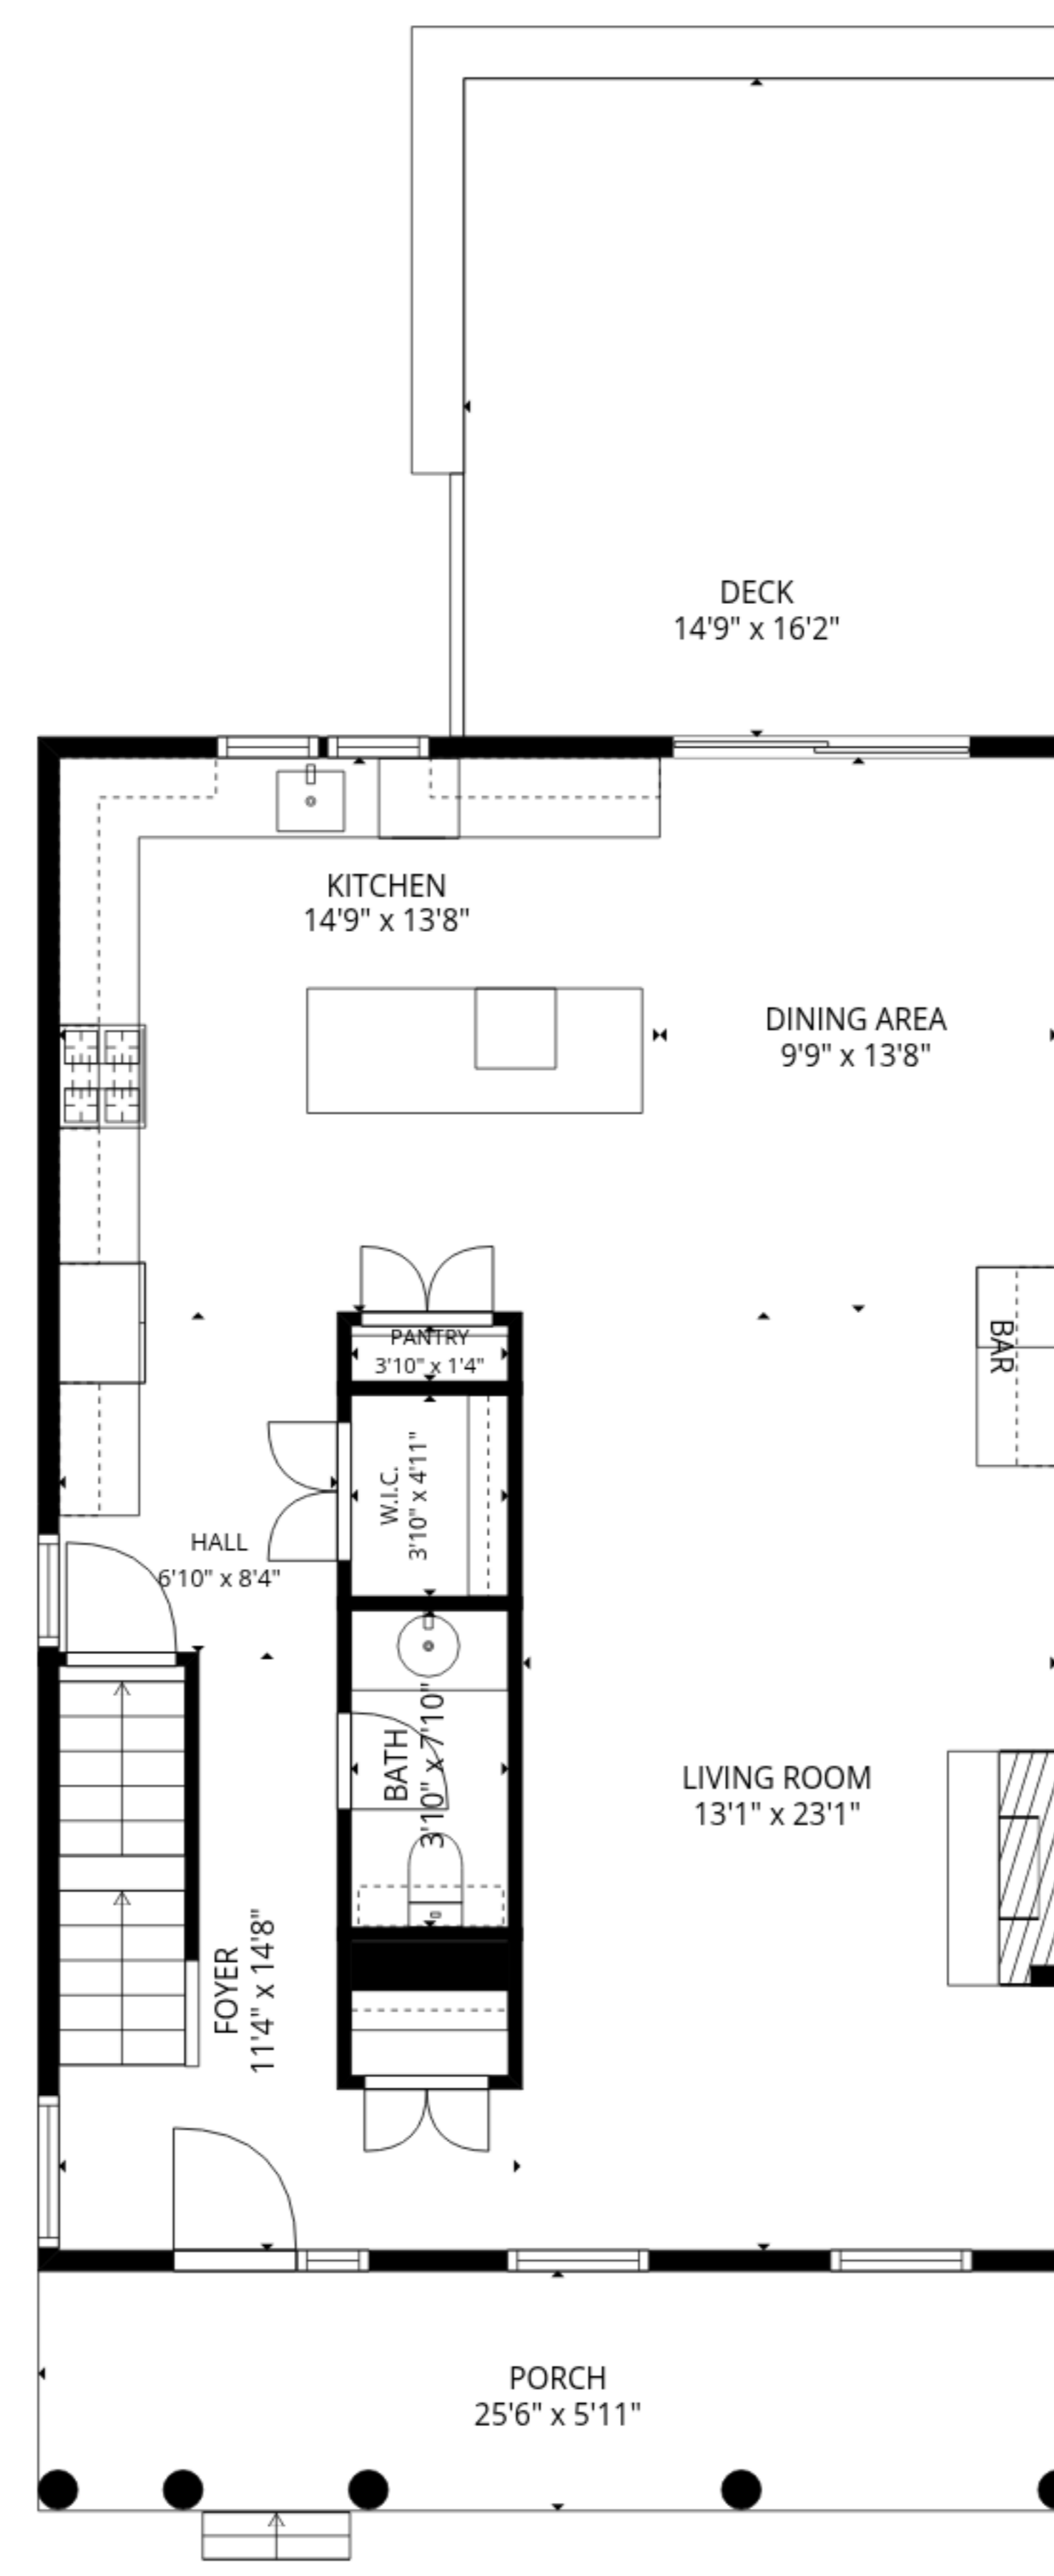 DECK
14'9" x 16'2"
KITCHEN
14'9" x 13'8"
DINING AREA
9'9" x 13'8"
PANTRY
3'10" x 1'4"
BAR
W.I.C.
3'10" x 4'11"
HALL
6'10" x 8'4"
BATH
3'10" x 7'10"
LIVING ROOM
13'1" x 23'1"
FOYER
11'4" x 14'8"
PORCH
25'6" x 5'11"